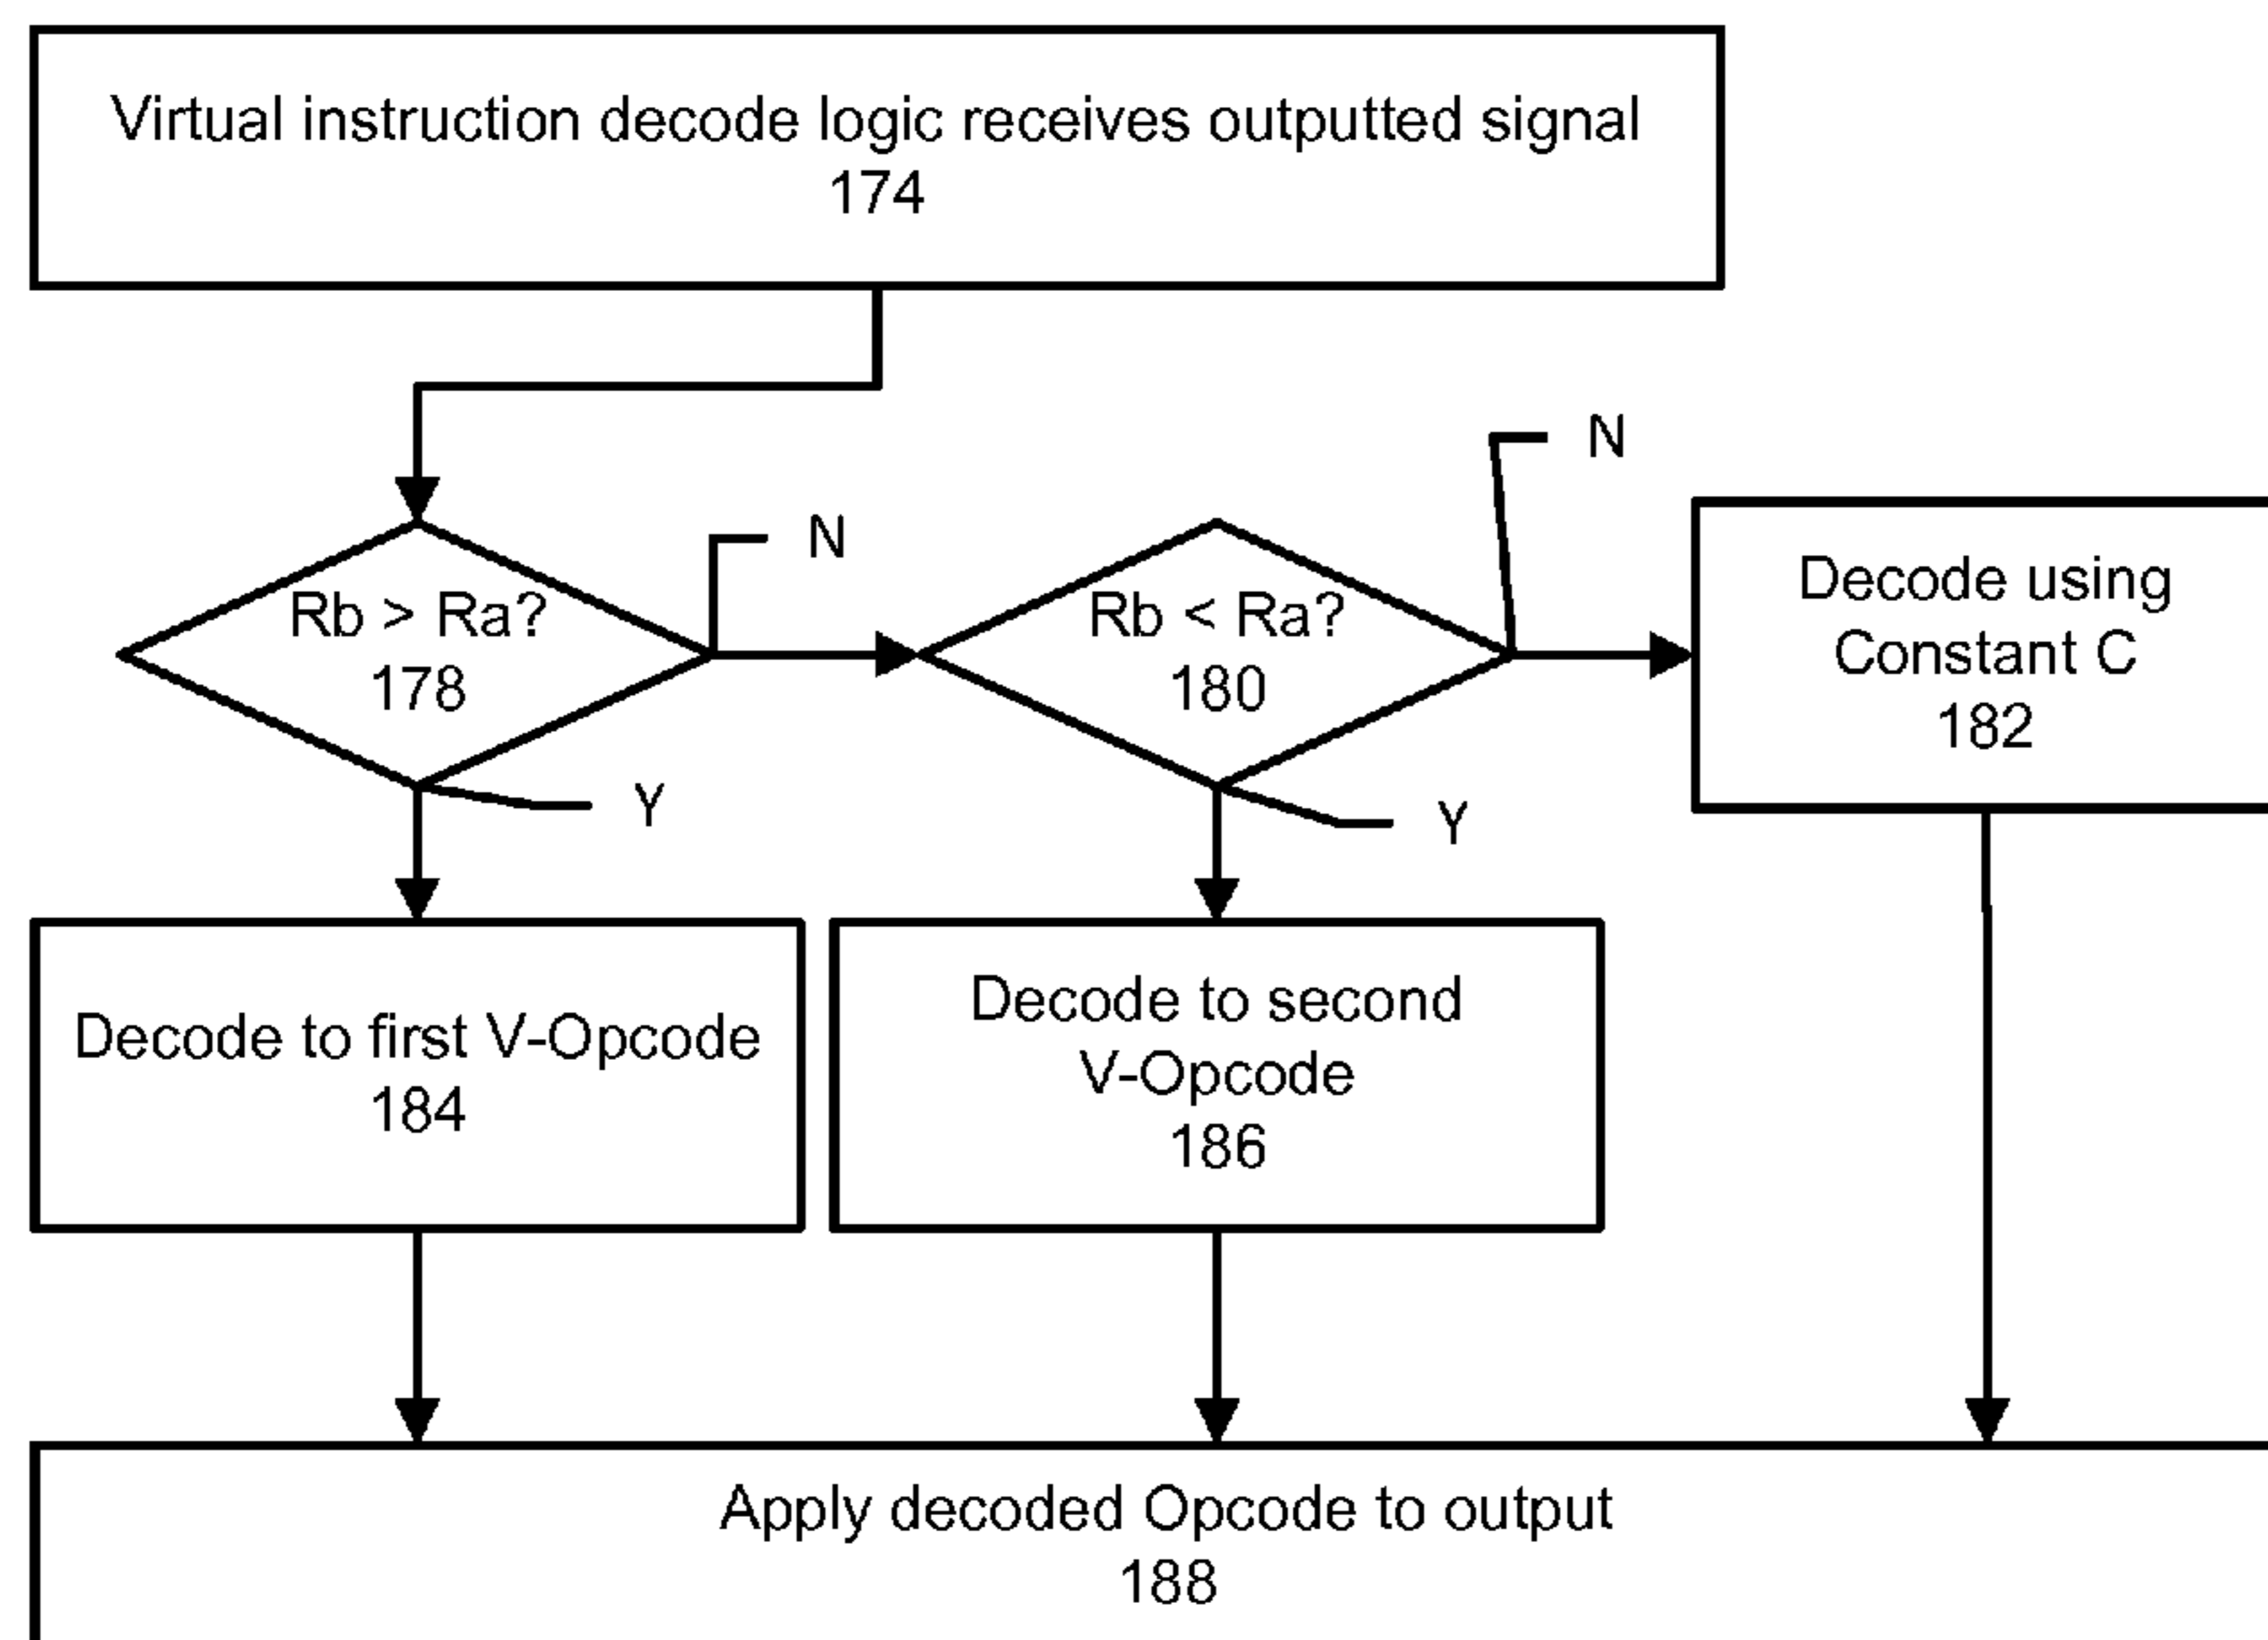 Virtual instruction decode logic receives outputted signal
174
N
N
Rb > Ra?
178
Rb < Ra?
180
Decode using
Constant C
182
Y
Y
Decode to first V-Opcode
184
Decode to second
V-Opcode
186
Apply decoded Opcode to output
188